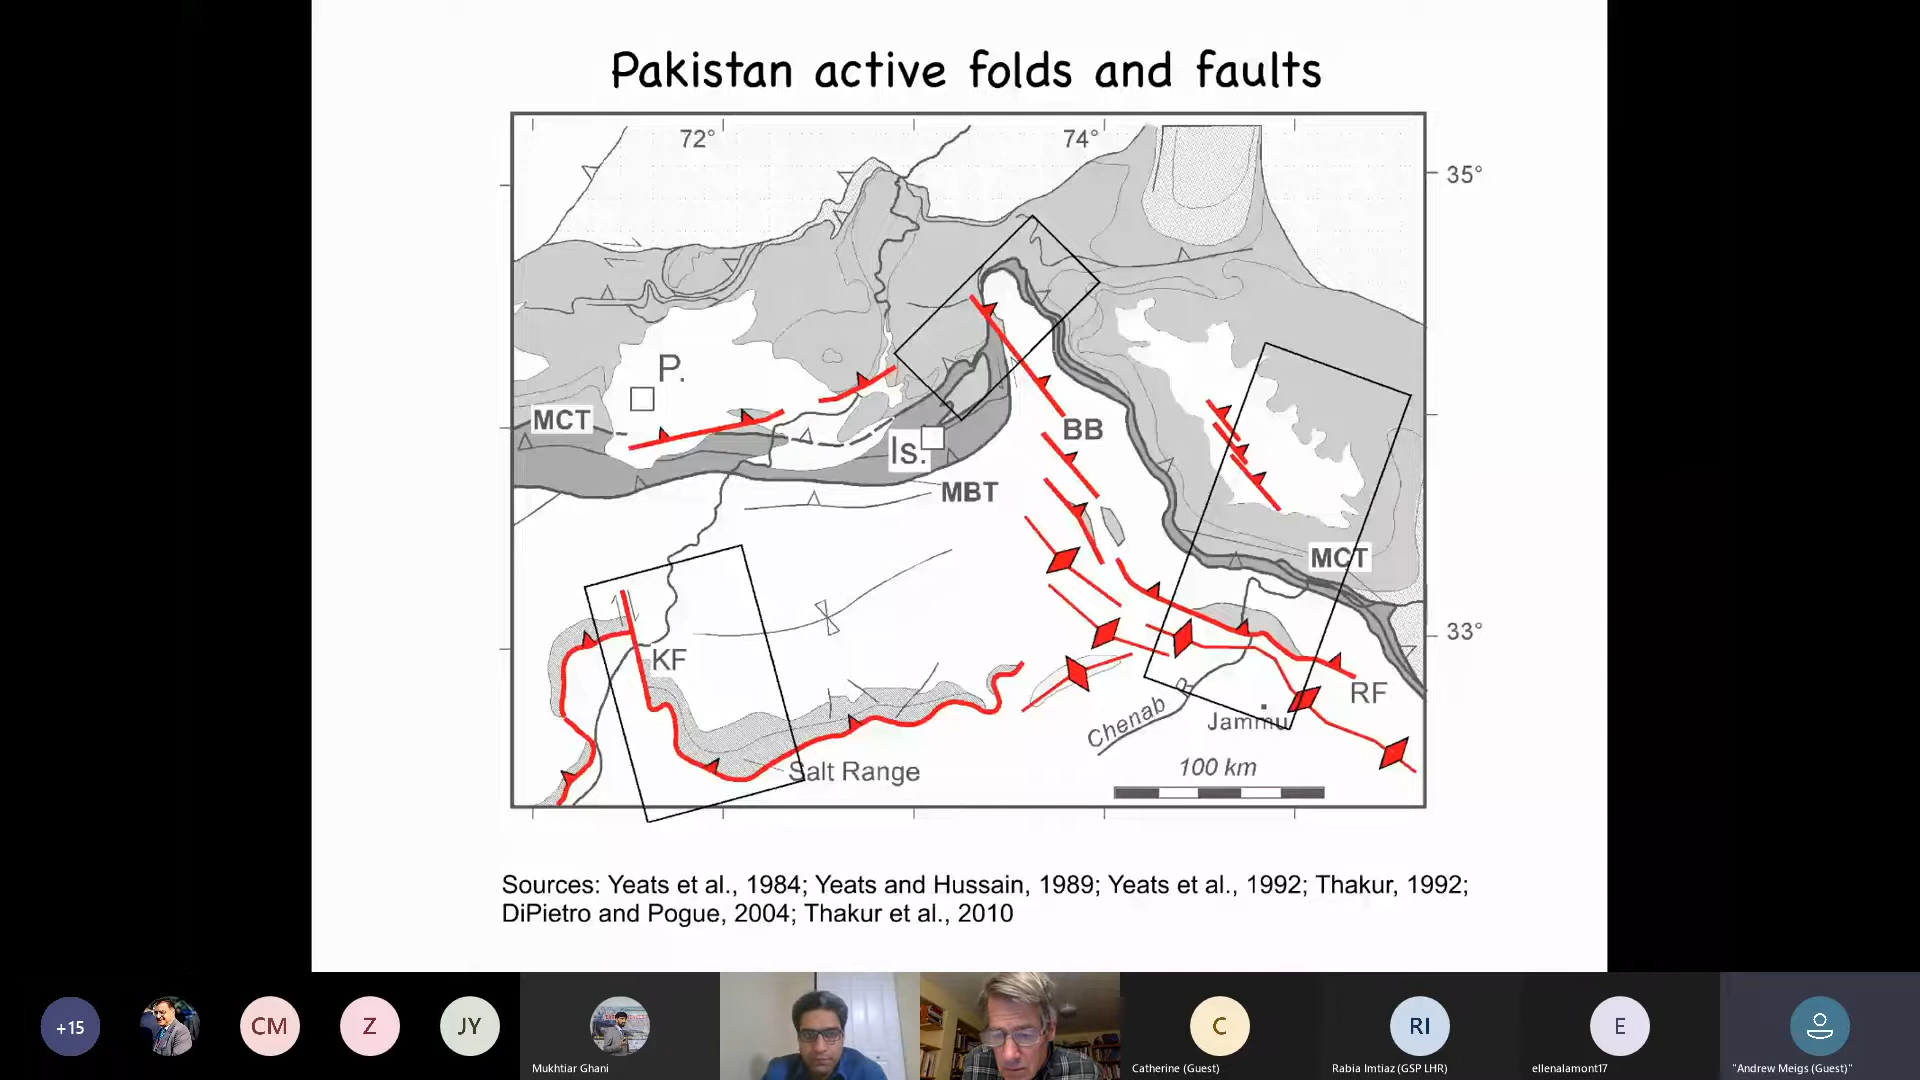 Pakistan active folds and faults
72°
74°
35°
P.
MCT
BB
Is.
MBT
MCT
33°
KF
RF
Chenab
Jammu
100 km
Salt Range
Sources: Yeats et al., 1984; Yeats and Hussain, 1989; Yeats et al., 1992; Thakur, 1992;
DiPietro and Pogue, 2004; Thakur et al., 2010
+15
CM
Z
JY
Mukhtiar Ghani
C
Catherine (Guest)
RI
Rabia Imtiaz (GSP LHR)
E
ellenalamont17
"Andrew Meigs (Guest)"